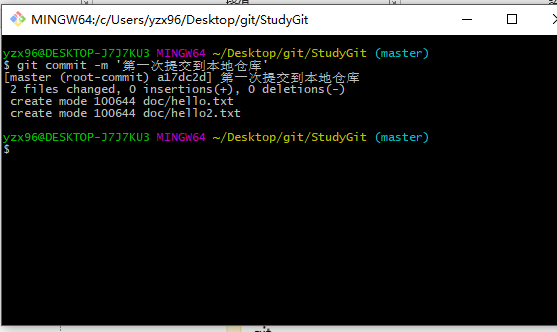 MINGW64:/c/Users/yzx96/Desktop/git/StudyGit
yzx96@DESKTOP-J7J7KU3 MINGW64 ~/Desktop/git/StudyGit (master)
$ git commit -m '第一次提交到本地仓库'
[master (root-commit) a17dc2d] 第一次提交到本地仓库
 2 files changed, 0 insertions(+), 0 deletions(-)
 create mode 100644 doc/hello.txt
 create mode 100644 doc/hello2.txt
yzx96@DESKTOP-J7J7KU3 MINGW64 ~/Desktop/git/StudyGit (master)
$